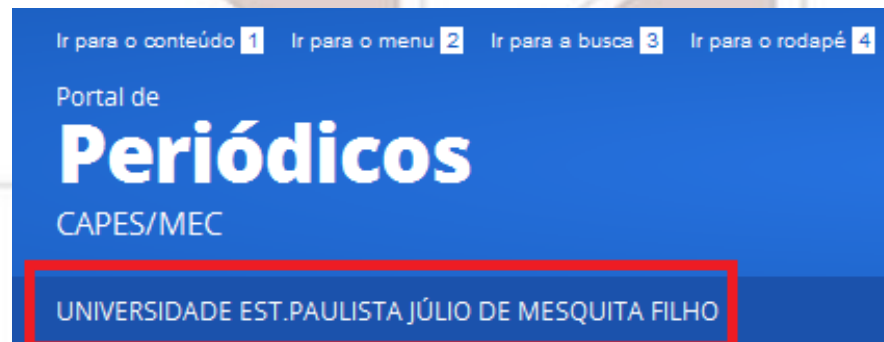 Ir para o conteúdo 1 Ir para o menu 2 Ir para a busca 3 Ir para o rodapé 4
Portal de
Periódicos
CAPES/MEC
UNIVERSIDADE EST.PAULISTA JÚLIO DE MESQUITA FILHO